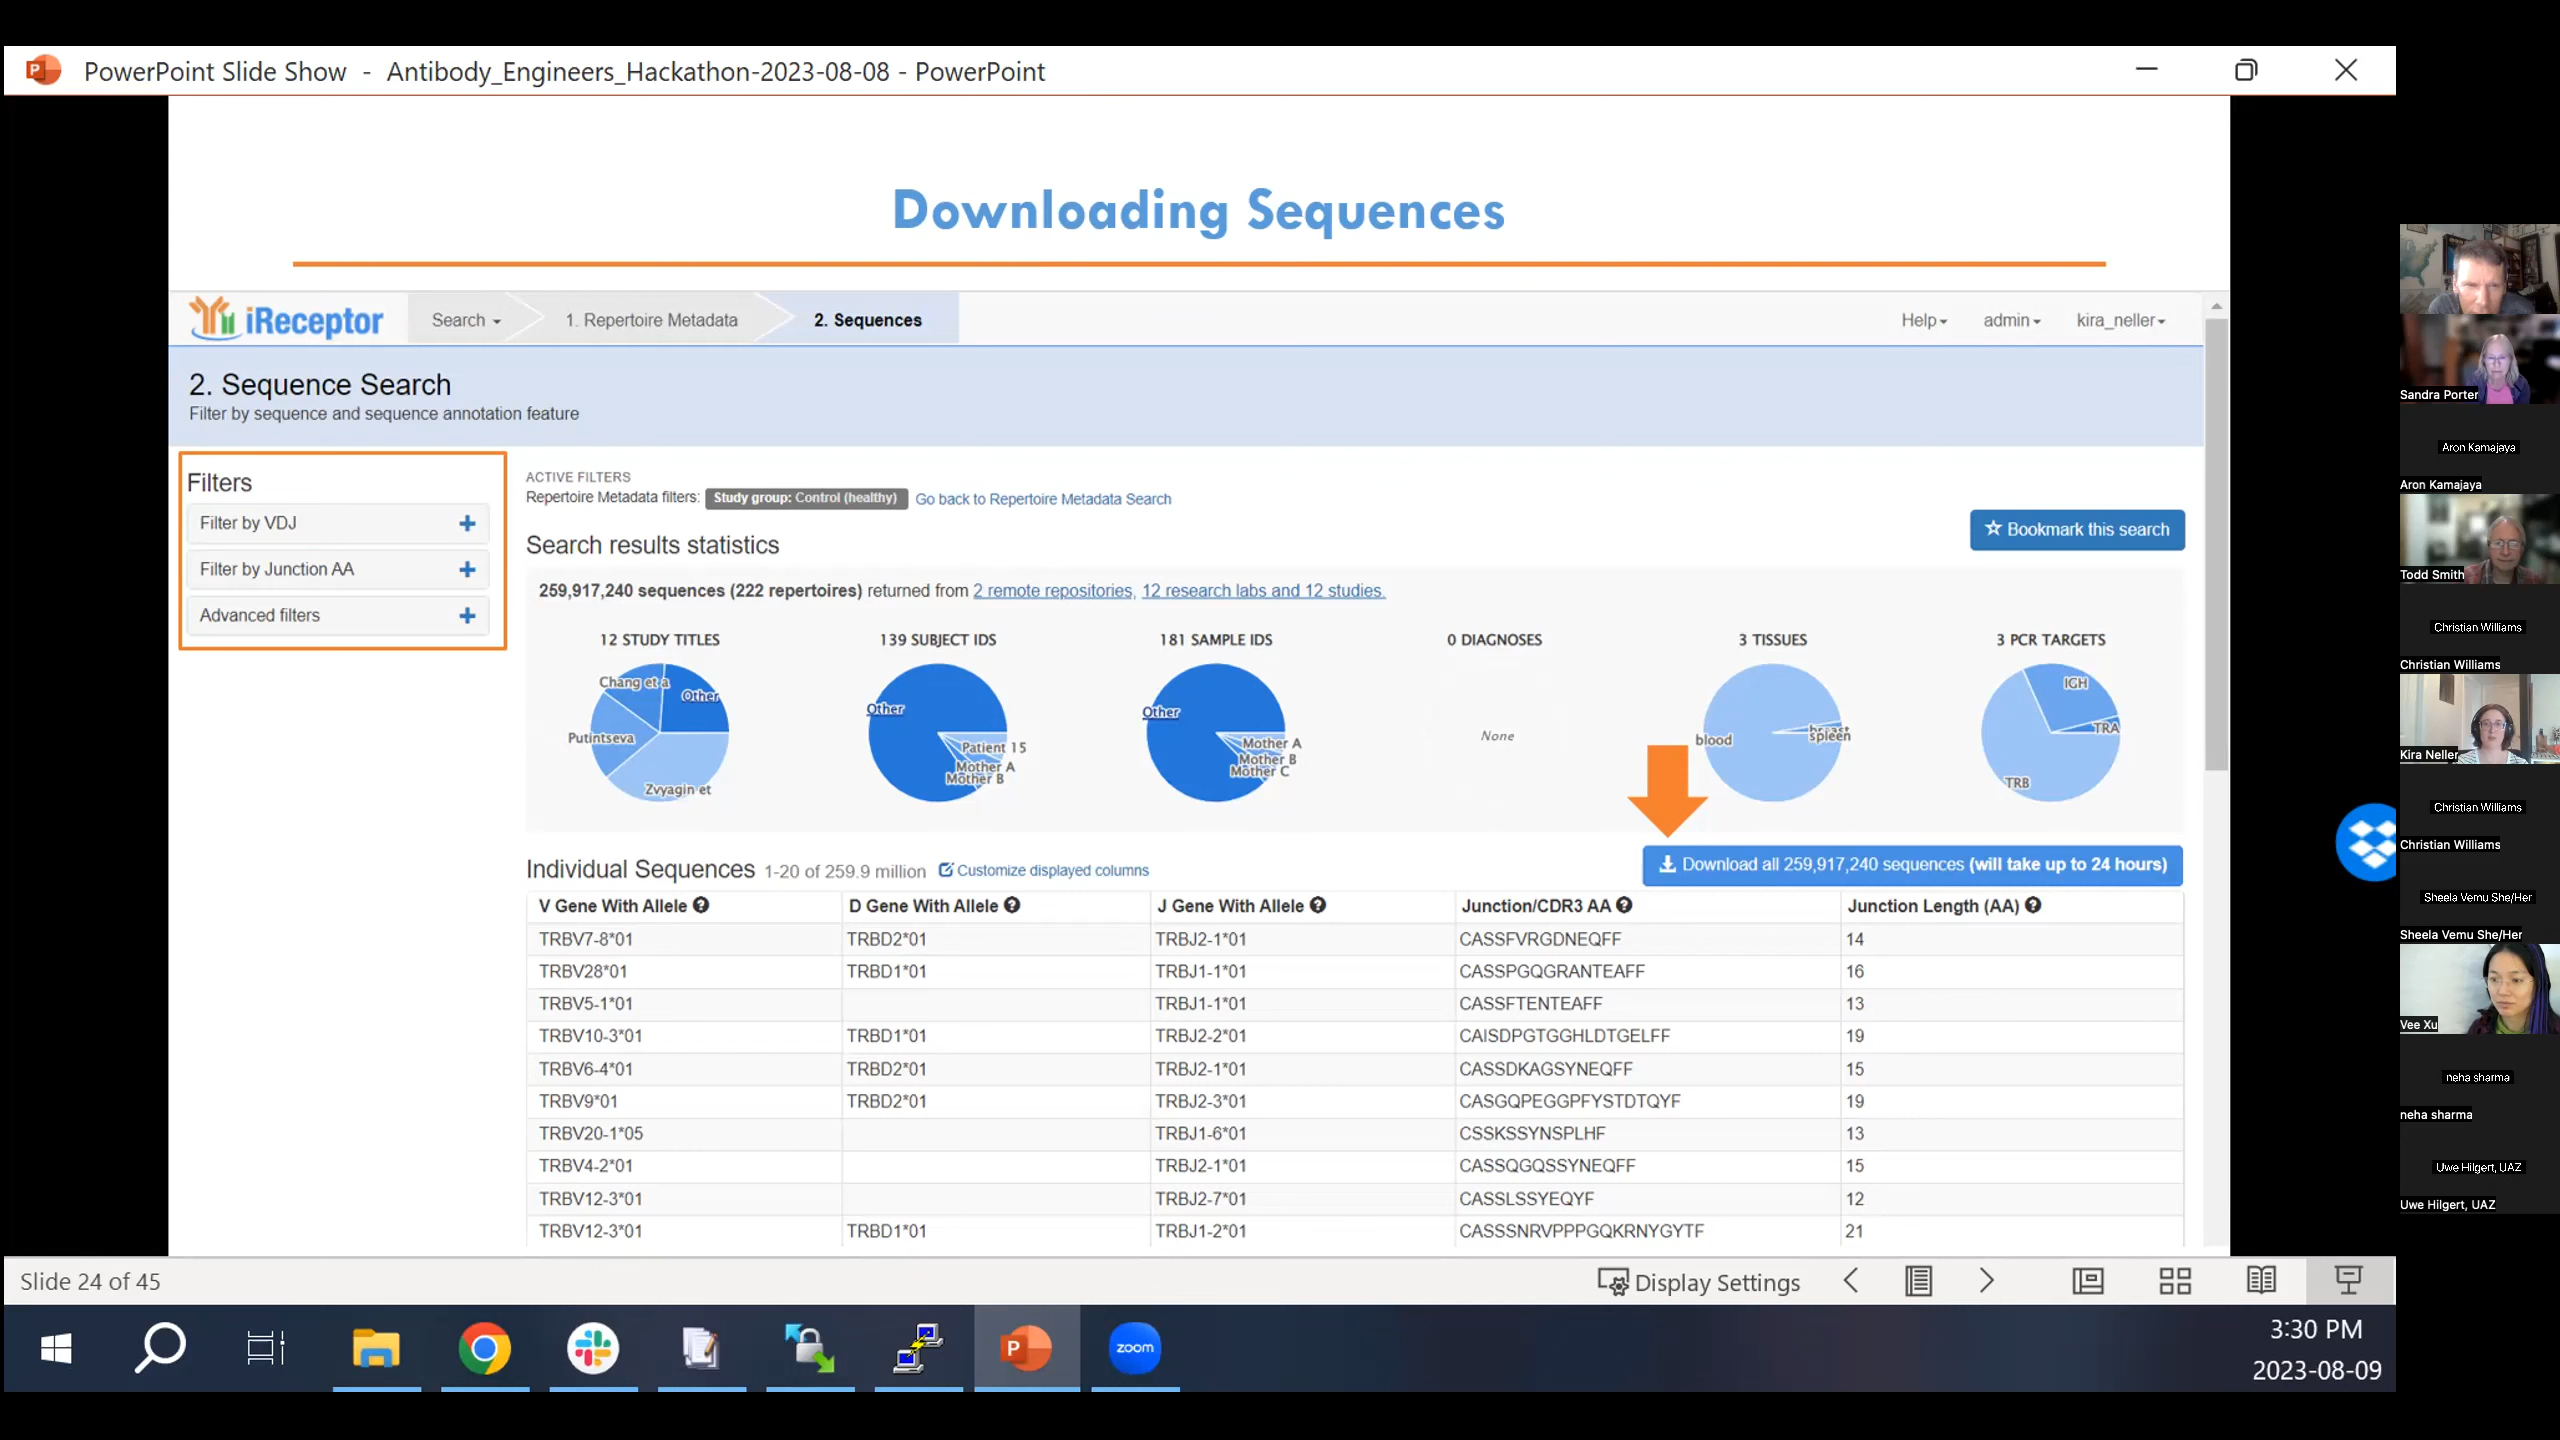 PowerPoint Slide Show - Antibody_Engineers_Hackathon-2023-08-08 - PowerPoint
Downloading Sequences
iReceptor
Search
1. Repertoire Metadata
2. Sequences
Help
admin
kira_neller
2. Sequence Search
Filter by sequence and sequence annotation feature
Filters
Filter by VDJ
Filter by Junction AA
Advanced filters
ACTIVE FILTERS
Repertoire Metadata filters: Study group: Control (healthy) Go back to Repertoire Metadata Search
Bookmark this search
Search results statistics
259,917,240 sequences (222 repertoires) returned from 2 remote repositories, 12 research labs and 12 studies.
12 STUDY TITLES
Chang et a
Other
Putintseva
Zvyagin et
139 SUBJECT IDS
Other
Patient 15
Mother A
Mother B
181 SAMPLE IDS
Other
Mother A
Mother B
Mother C
0 DIAGNOSES
None
3 TISSUES
blood
breast
spleen
3 PCR TARGETS
IGH
TRA
TRB
Individual Sequences 1-20 of 259.9 million Customize displayed columns
Download all 259,917,240 sequences (will take up to 24 hours)
V Gene With Allele D Gene With Allele J Gene With Allele Junction/CDR3 AA Junction Length (AA)
TRBV7-8*01 TRBD2*01 TRBJ2-1*01 CASSFVRGDNEQFF 14
TRBV28*01 TRBD1*01 TRBJ1-1*01 CASSPGQGRANTEAFF 16
TRBV5-1*01 TRBJ1-1*01 CASSFTENTEAFF 13
TRBV10-3*01 TRBD1*01 TRBJ2-2*01 CAISDPGTGGHLDTGELFF 19
TRBV6-4*01 TRBD2*01 TRBJ2-1*01 CASSDKAGSYNEQFF 15
TRBV9*01 TRBD2*01 TRBJ2-3*01 CASGQPEGGPFYSTDTQYF 19
TRBV20-1*05 TRBJ1-6*01 CSSKSSYNSPLHF 13
TRBV4-2*01 TRBJ2-1*01 CASSQGQSSYNEQFF 15
TRBV12-3*01 TRBJ2-7*01 CASSLSSYEQYF 12
TRBV12-3*01 TRBD1*01 TRBJ1-2*01 CASSSNRVPPPGQKRNYGYTF 21
Slide 24 of 45
Display Settings
zoom
3:30 PM
2023-08-09
Sandra Porter
Aron Kamajaya
Aron Kamajaya
Todd Smith
Christian Williams
Christian Williams
Kira Neller
Christian Williams
Christian Williams
Sheela Vemu She/Her
Sheela Vemu She/Her
Vee Xu
neha sharma
neha sharma
Uwe Hilgert, UAZ
Uwe Hilgert, UAZ